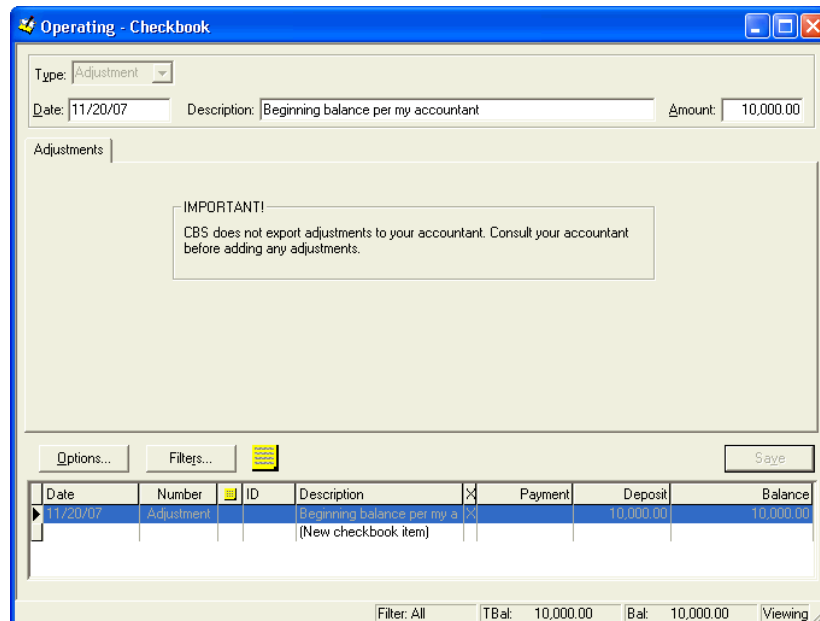 Operating - Checkbook
Type: Adjustment
Date: 11/20/07 Description: Beginning balance per my accountant Amount: 10,000.00
Adjustments
IMPORTANT!
CBS does not export adjustments to your accountant. Consult your accountant
before adding any adjustments.
Options... Filters... Save
Date Number ID Description X Payment Deposit Balance
11/20/07 Adjustment Beginning balance per my a X 10,000.00 10,000.00
(New checkbook item)
Filter: All TBal: 10,000.00 Bal: 10,000.00 Viewing